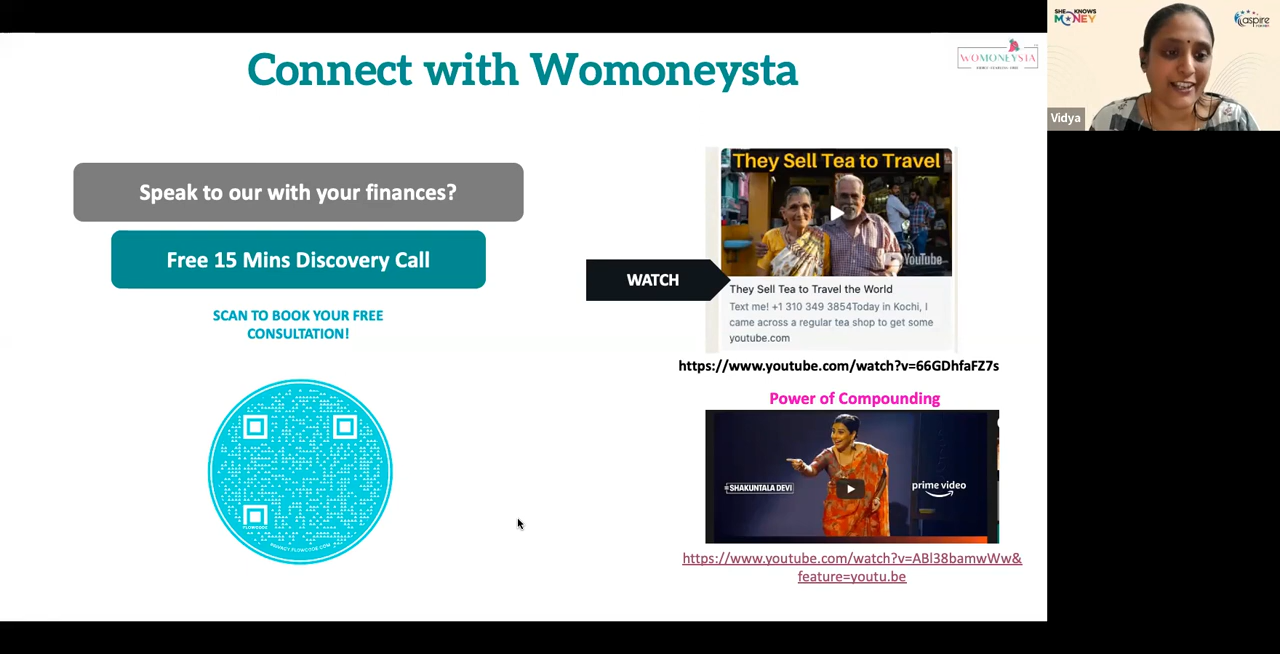 Connect with Womoneysta
WOMONEYSTA
Speak to our with your finances?
Free 15 Mins Discovery Call
SCAN TO BOOK YOUR FREE
CONSULTATION!
FLOWCODE
PRIVACY.FLOWCODE.COM
WATCH
They Sell Tea to Travel
YouTube
They Sell Tea to Travel the World
Text me! +1 310 349 3854Today in Kochi, I
came across a regular tea shop to get some
youtube.com
https://www.youtube.com/watch?v=66GDhfaFZ7s
Power of Compounding
#SHAKUNTALA DEVI
prime video
https://www.youtube.com/watch?v=ABl38bamwWw&
feature=youtu.be
SHE KNOWS
MONEY
aspire
Vidya